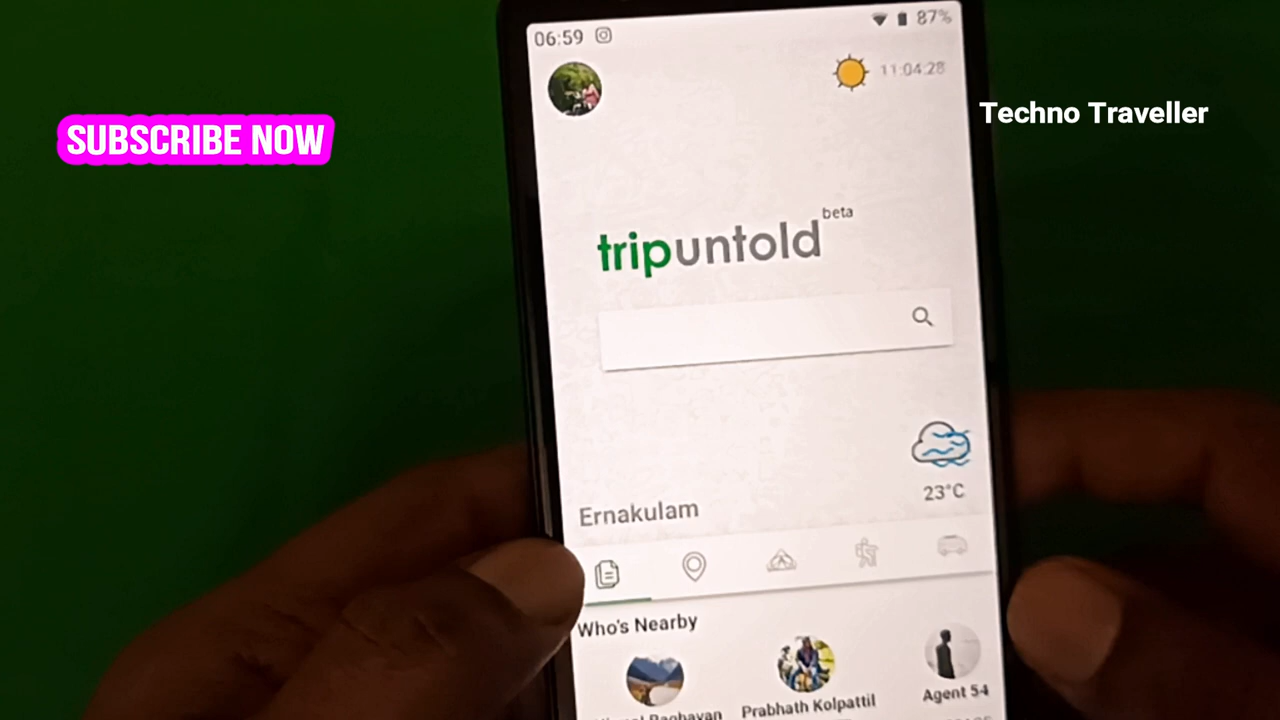 06:59
87%
11:04:28
Techno Traveller
SUBSCRIBE NOW
beta
tripuntold
23°C
Ernakulam
Who's Nearby
Raghavan
Prabhath Kolpattil
Agent 54